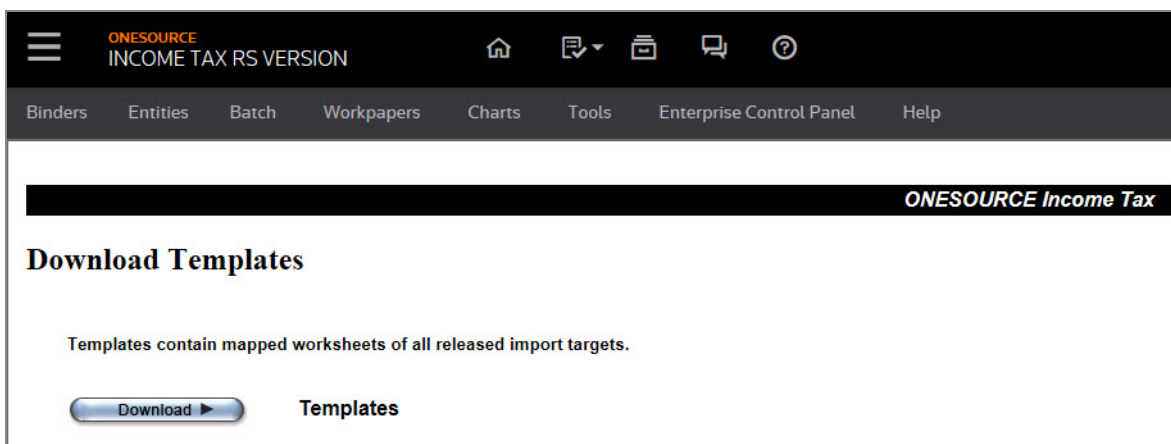 ONESOURCE
INCOME TAX RS VERSION
Binders Entities Batch Workpapers Charts Tools Enterprise Control Panel Help
ONESOURCE Income Tax
Download Templates
Templates contain mapped worksheets of all released import targets.
Download Templates